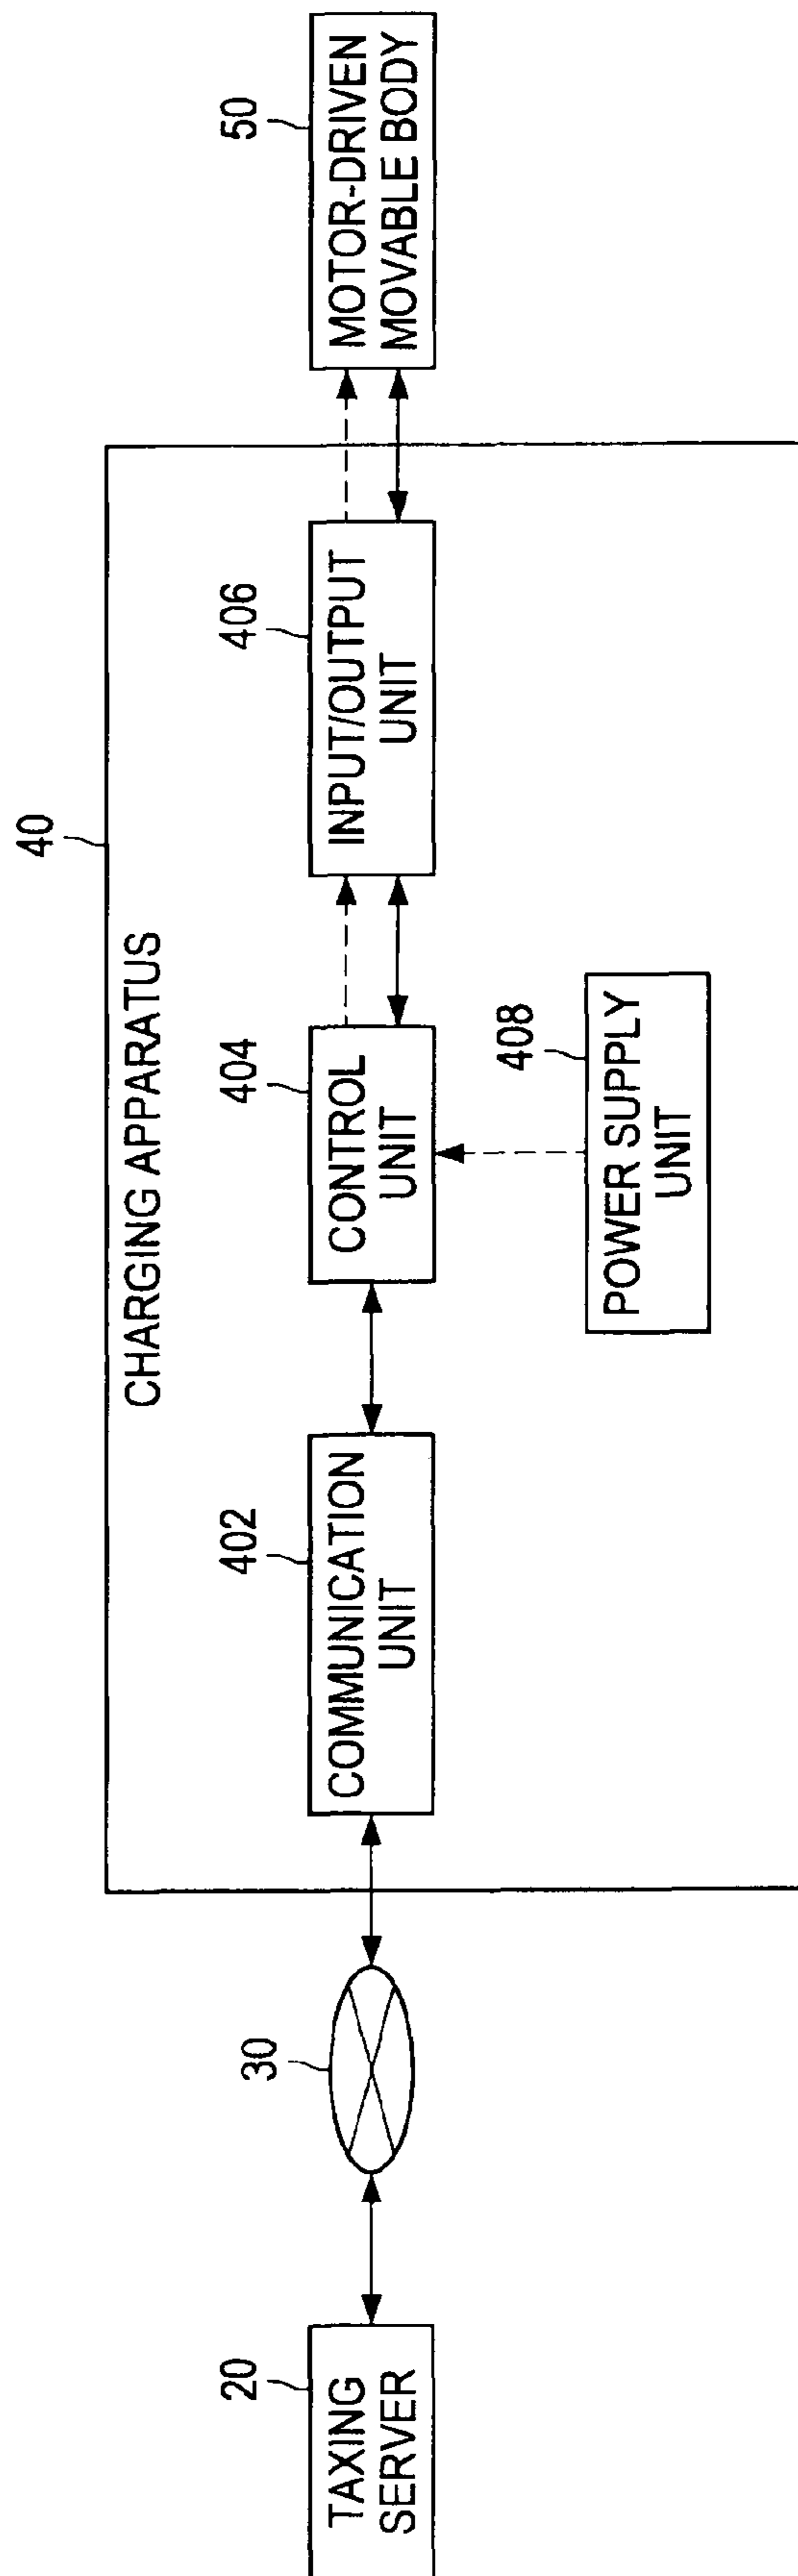 40
CHARGING APPARATUS
20
TAXING
SERVER
30
402
COMMUNICATION
UNIT
404
CONTROL
UNIT
406
INPUT/OUTPUT
UNIT
50
MOTOR-DRIVEN
MOVABLE BODY
408
POWER SUPPLY
UNIT